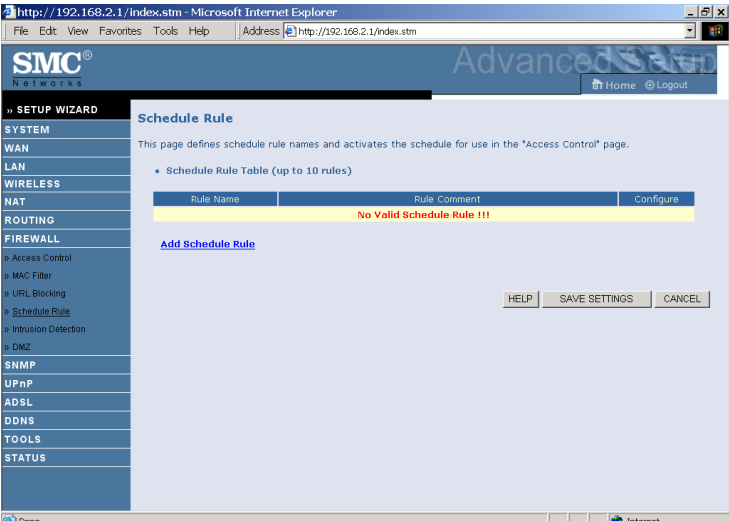 http://192.168.2.1/index.stm - Microsoft Internet Explorer
File Edit View Favorites Tools Help Address http://192.168.2.1/index.stm
SMC®
Networks
Advanced Setup
Home Logout
» SETUP WIZARD
SYSTEM
WAN
LAN
WIRELESS
NAT
ROUTING
FIREWALL
» Access Control
» MAC Filter
» URL Blocking
» Schedule Rule
» Intrusion Detection
» DMZ
SNMP
UPnP
ADSL
DDNS
TOOLS
STATUS
Schedule Rule
This page defines schedule rule names and activates the schedule for use in the "Access Control" page.
• Schedule Rule Table (up to 10 rules)
Rule Name Rule Comment Configure
No Valid Schedule Rule !!!
Add Schedule Rule
HELP SAVE SETTINGS CANCEL
Done Internet